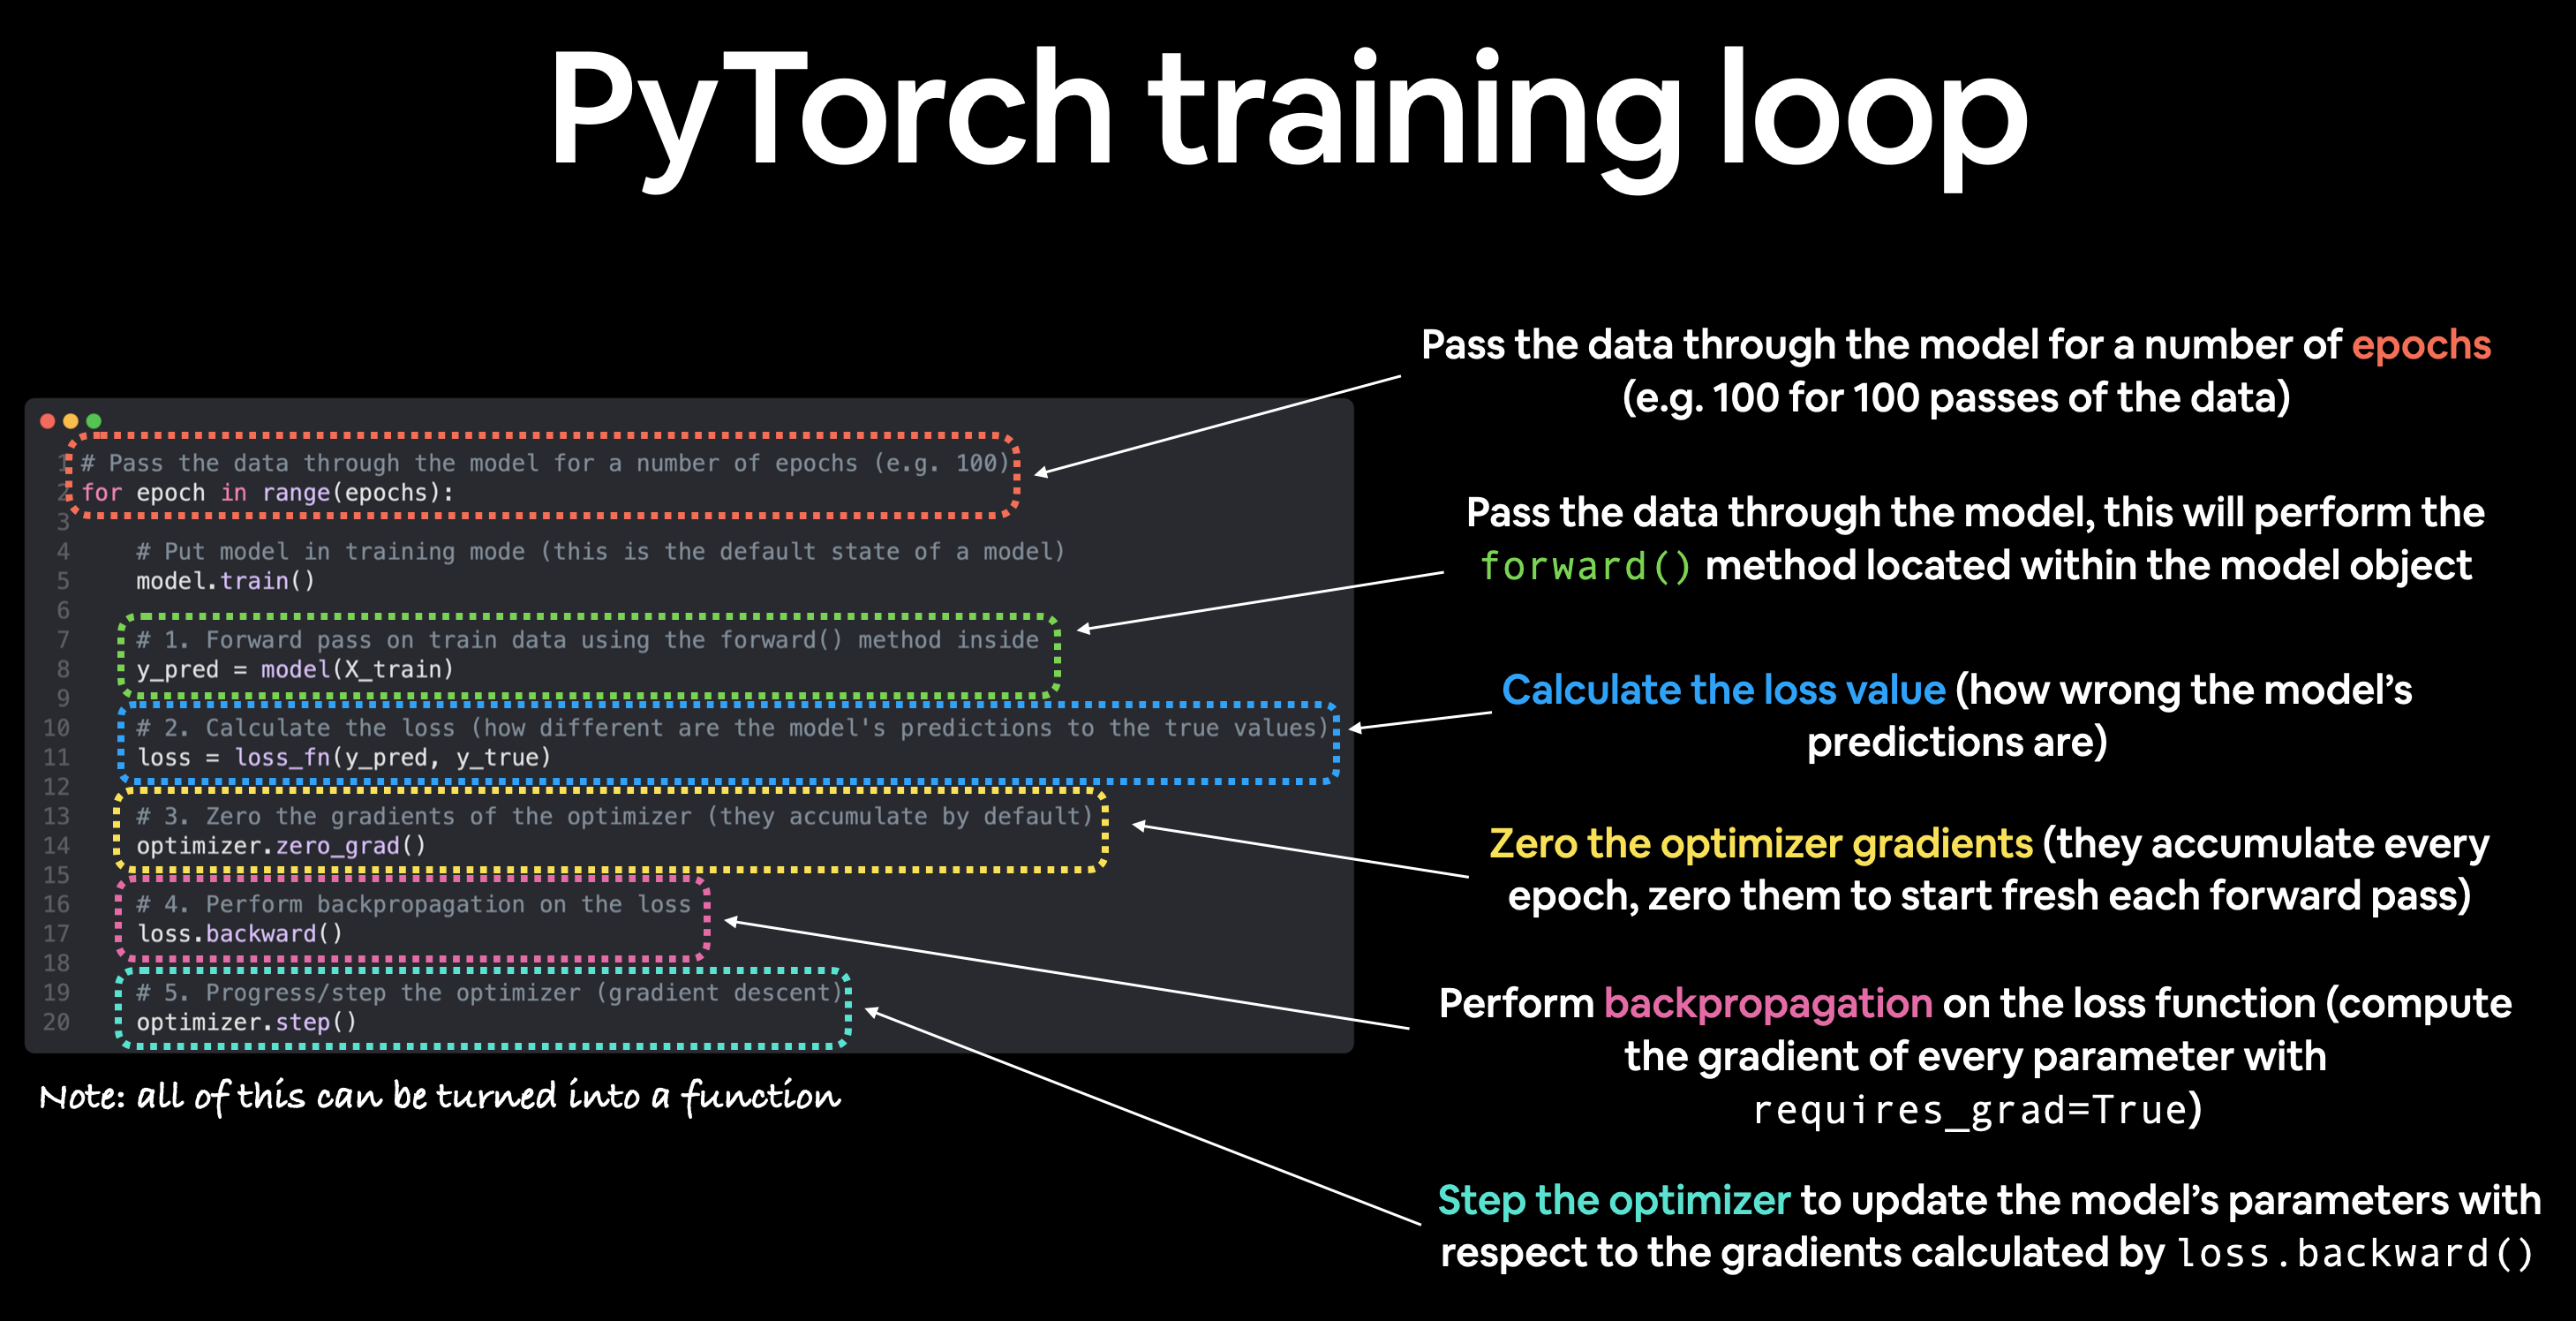 PyTorch training loop
1 # Pass the data through the model for a number of epochs (e.g. 100)
2 for epoch in range(epochs):
3
4 # Put model in training mode (this is the default state of a model)
5 model.train()
6
7 # 1. Forward pass on train data using the forward() method inside
8 y_pred = model(X_train)
9
10 # 2. Calculate the loss (how different are the model's predictions to the true values)
11 loss = loss_fn(y_pred, y_true)
12
13 # 3. Zero the gradients of the optimizer (they accumulate by default)
14 optimizer.zero_grad()
15
16 # 4. Perform backpropagation on the loss
17 loss.backward()
18
19 # 5. Progress/step the optimizer (gradient descent)
20 optimizer.step()
Note: all of this can be turned into a function
Pass the data through the model for a number of epochs
(e.g. 100 for 100 passes of the data)
Pass the data through the model, this will perform the
forward() method located within the model object
Calculate the loss value (how wrong the model’s
predictions are)
Zero the optimizer gradients (they accumulate every
epoch, zero them to start fresh each forward pass)
Perform backpropagation on the loss function (compute
the gradient of every parameter with
requires_grad=True)
Step the optimizer to update the model’s parameters with
respect to the gradients calculated by loss.backward()